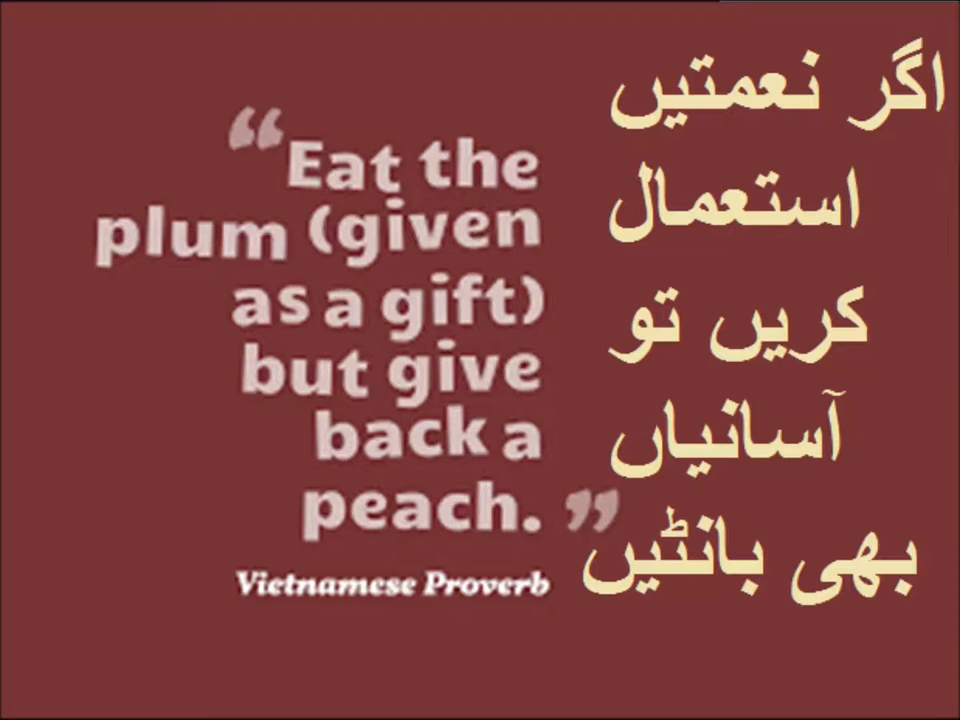 “Eat the
plum (given
as a gift)
but give
back a
peach.”
Vietnamese Proverb
اگر نعمتیں
استعمال
کریں تو
آسانیاں
بھی بانٹیں